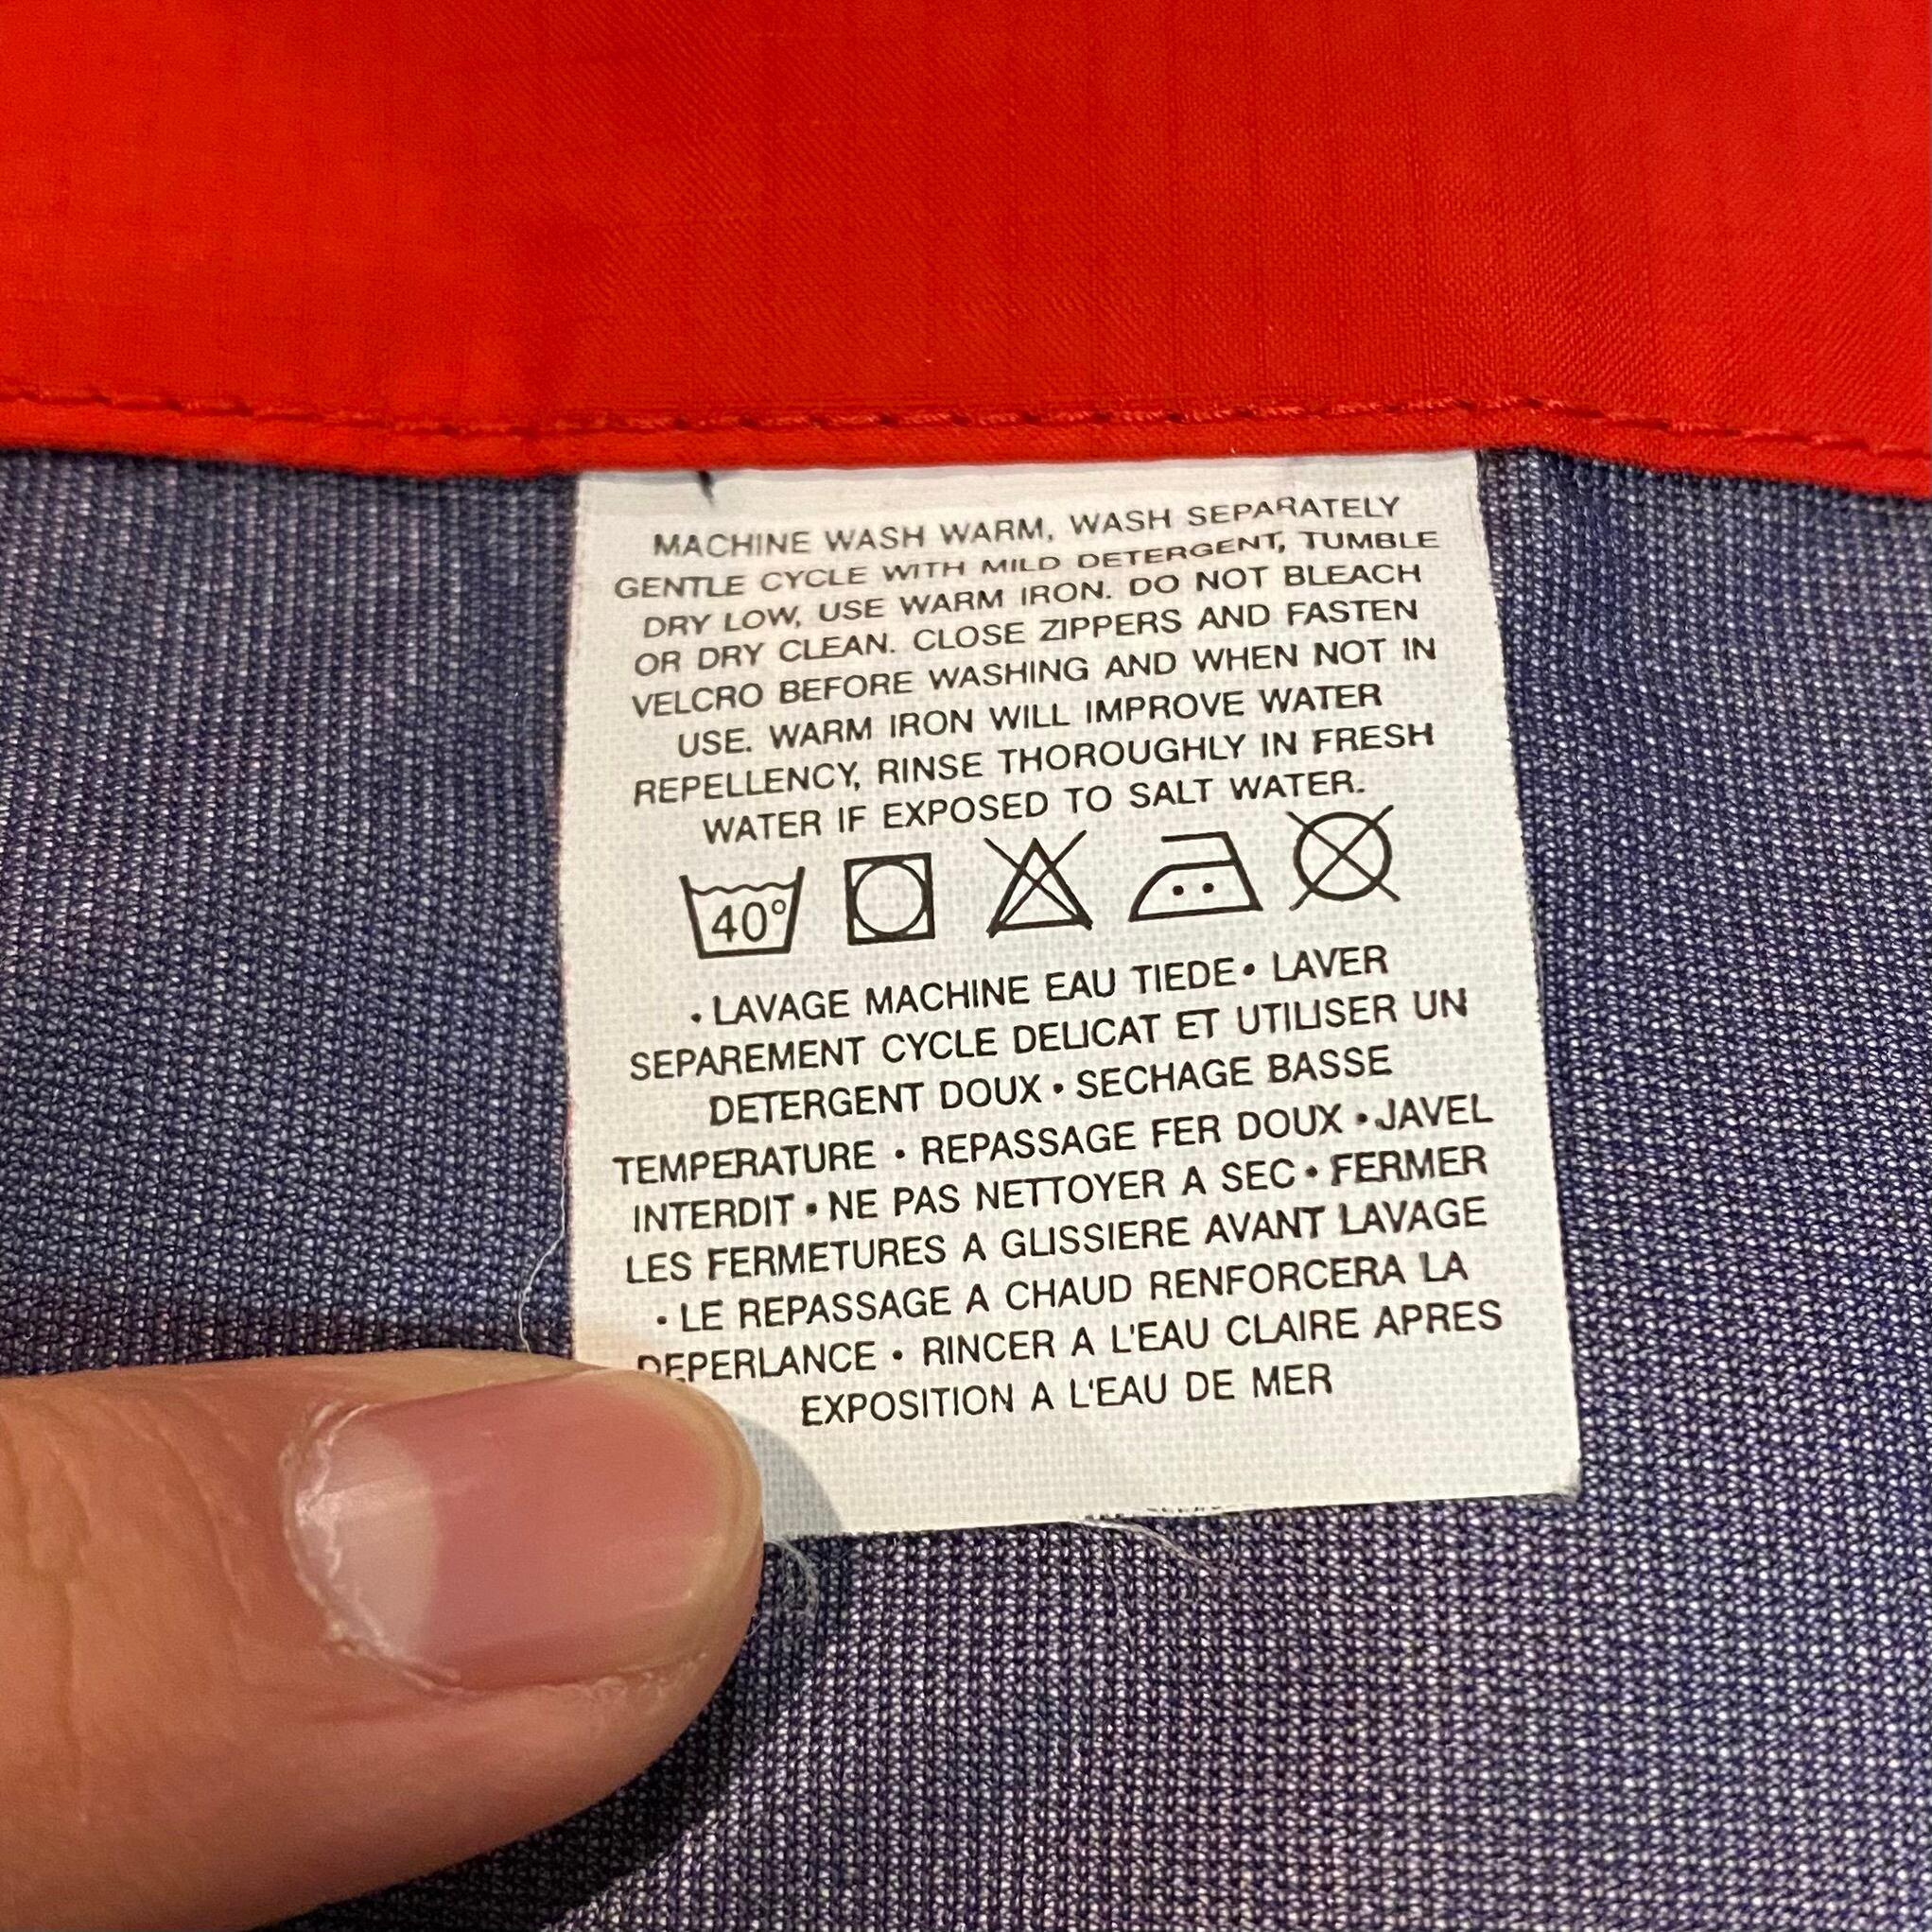 MACHINE WASH WARM, WASH SEPARATELY
GENTLE CYCLE WITH MILD DETERGENT, TUMBLE
DRY LOW, USE WARM IRON. DO NOT BLEACH
OR DRY CLEAN. CLOSE ZIPPERS AND FASTEN
VELCRO BEFORE WASHING AND WHEN NOT IN
USE. WARM IRON WILL IMPROVE WATER
REPELLENCY, RINSE THOROUGHLY IN FRESH
WATER IF EXPOSED TO SALT WATER.
40°
• LAVAGE MACHINE EAU TIEDE • LAVER
SEPAREMENT CYCLE DELICAT ET UTILISER UN
DETERGENT DOUX • SECHAGE BASSE
TEMPERATURE • REPASSAGE FER DOUX • JAVEL
INTERDIT • NE PAS NETTOYER A SEC • FERMER
LES FERMETURES A GLISSIERE AVANT LAVAGE
• LE REPASSAGE A CHAUD RENFORCERA LA
DEPERLANCE • RINCER A L'EAU CLAIRE APRES
EXPOSITION A L'EAU DE MER